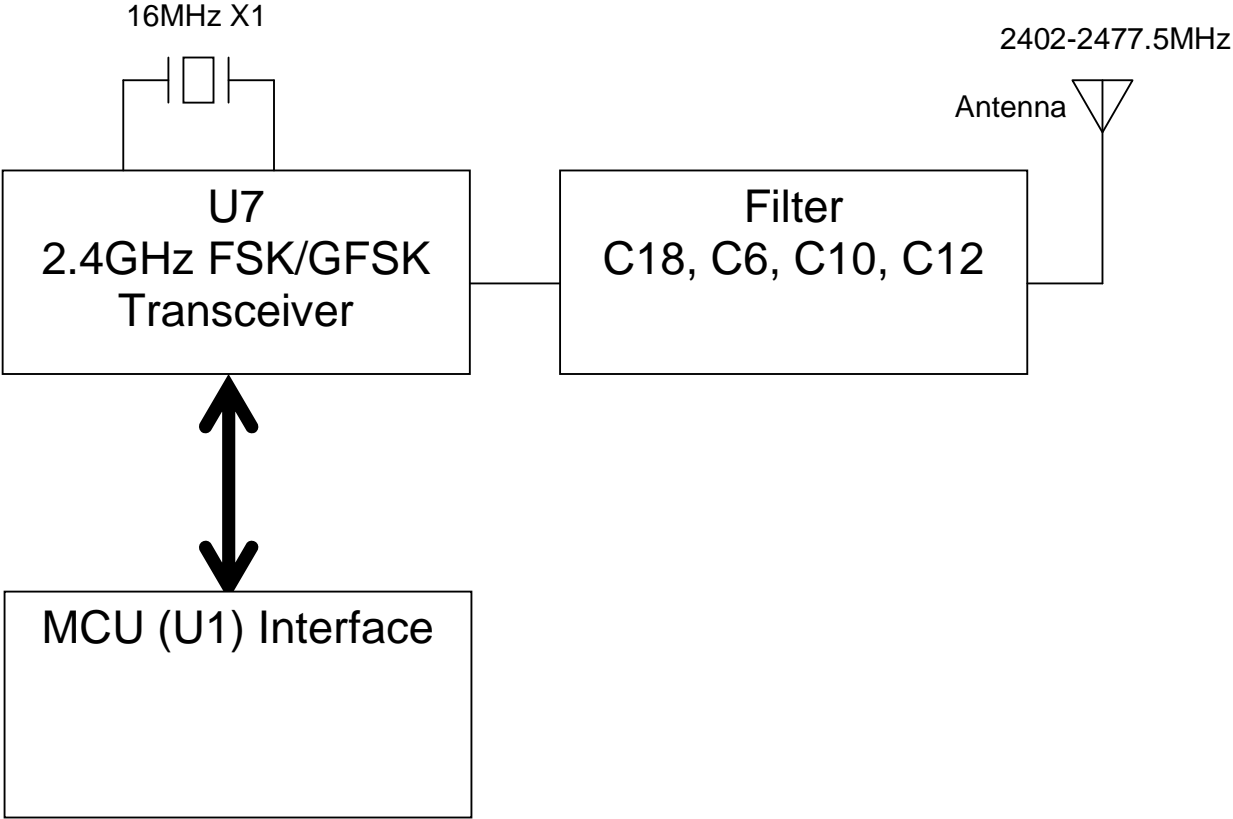 16MHz X1
2402-2477.5MHz
Antenna
U7
2.4GHz FSK/GFSK
Transceiver
Filter
C18, C6, C10, C12
MCU (U1) Interface